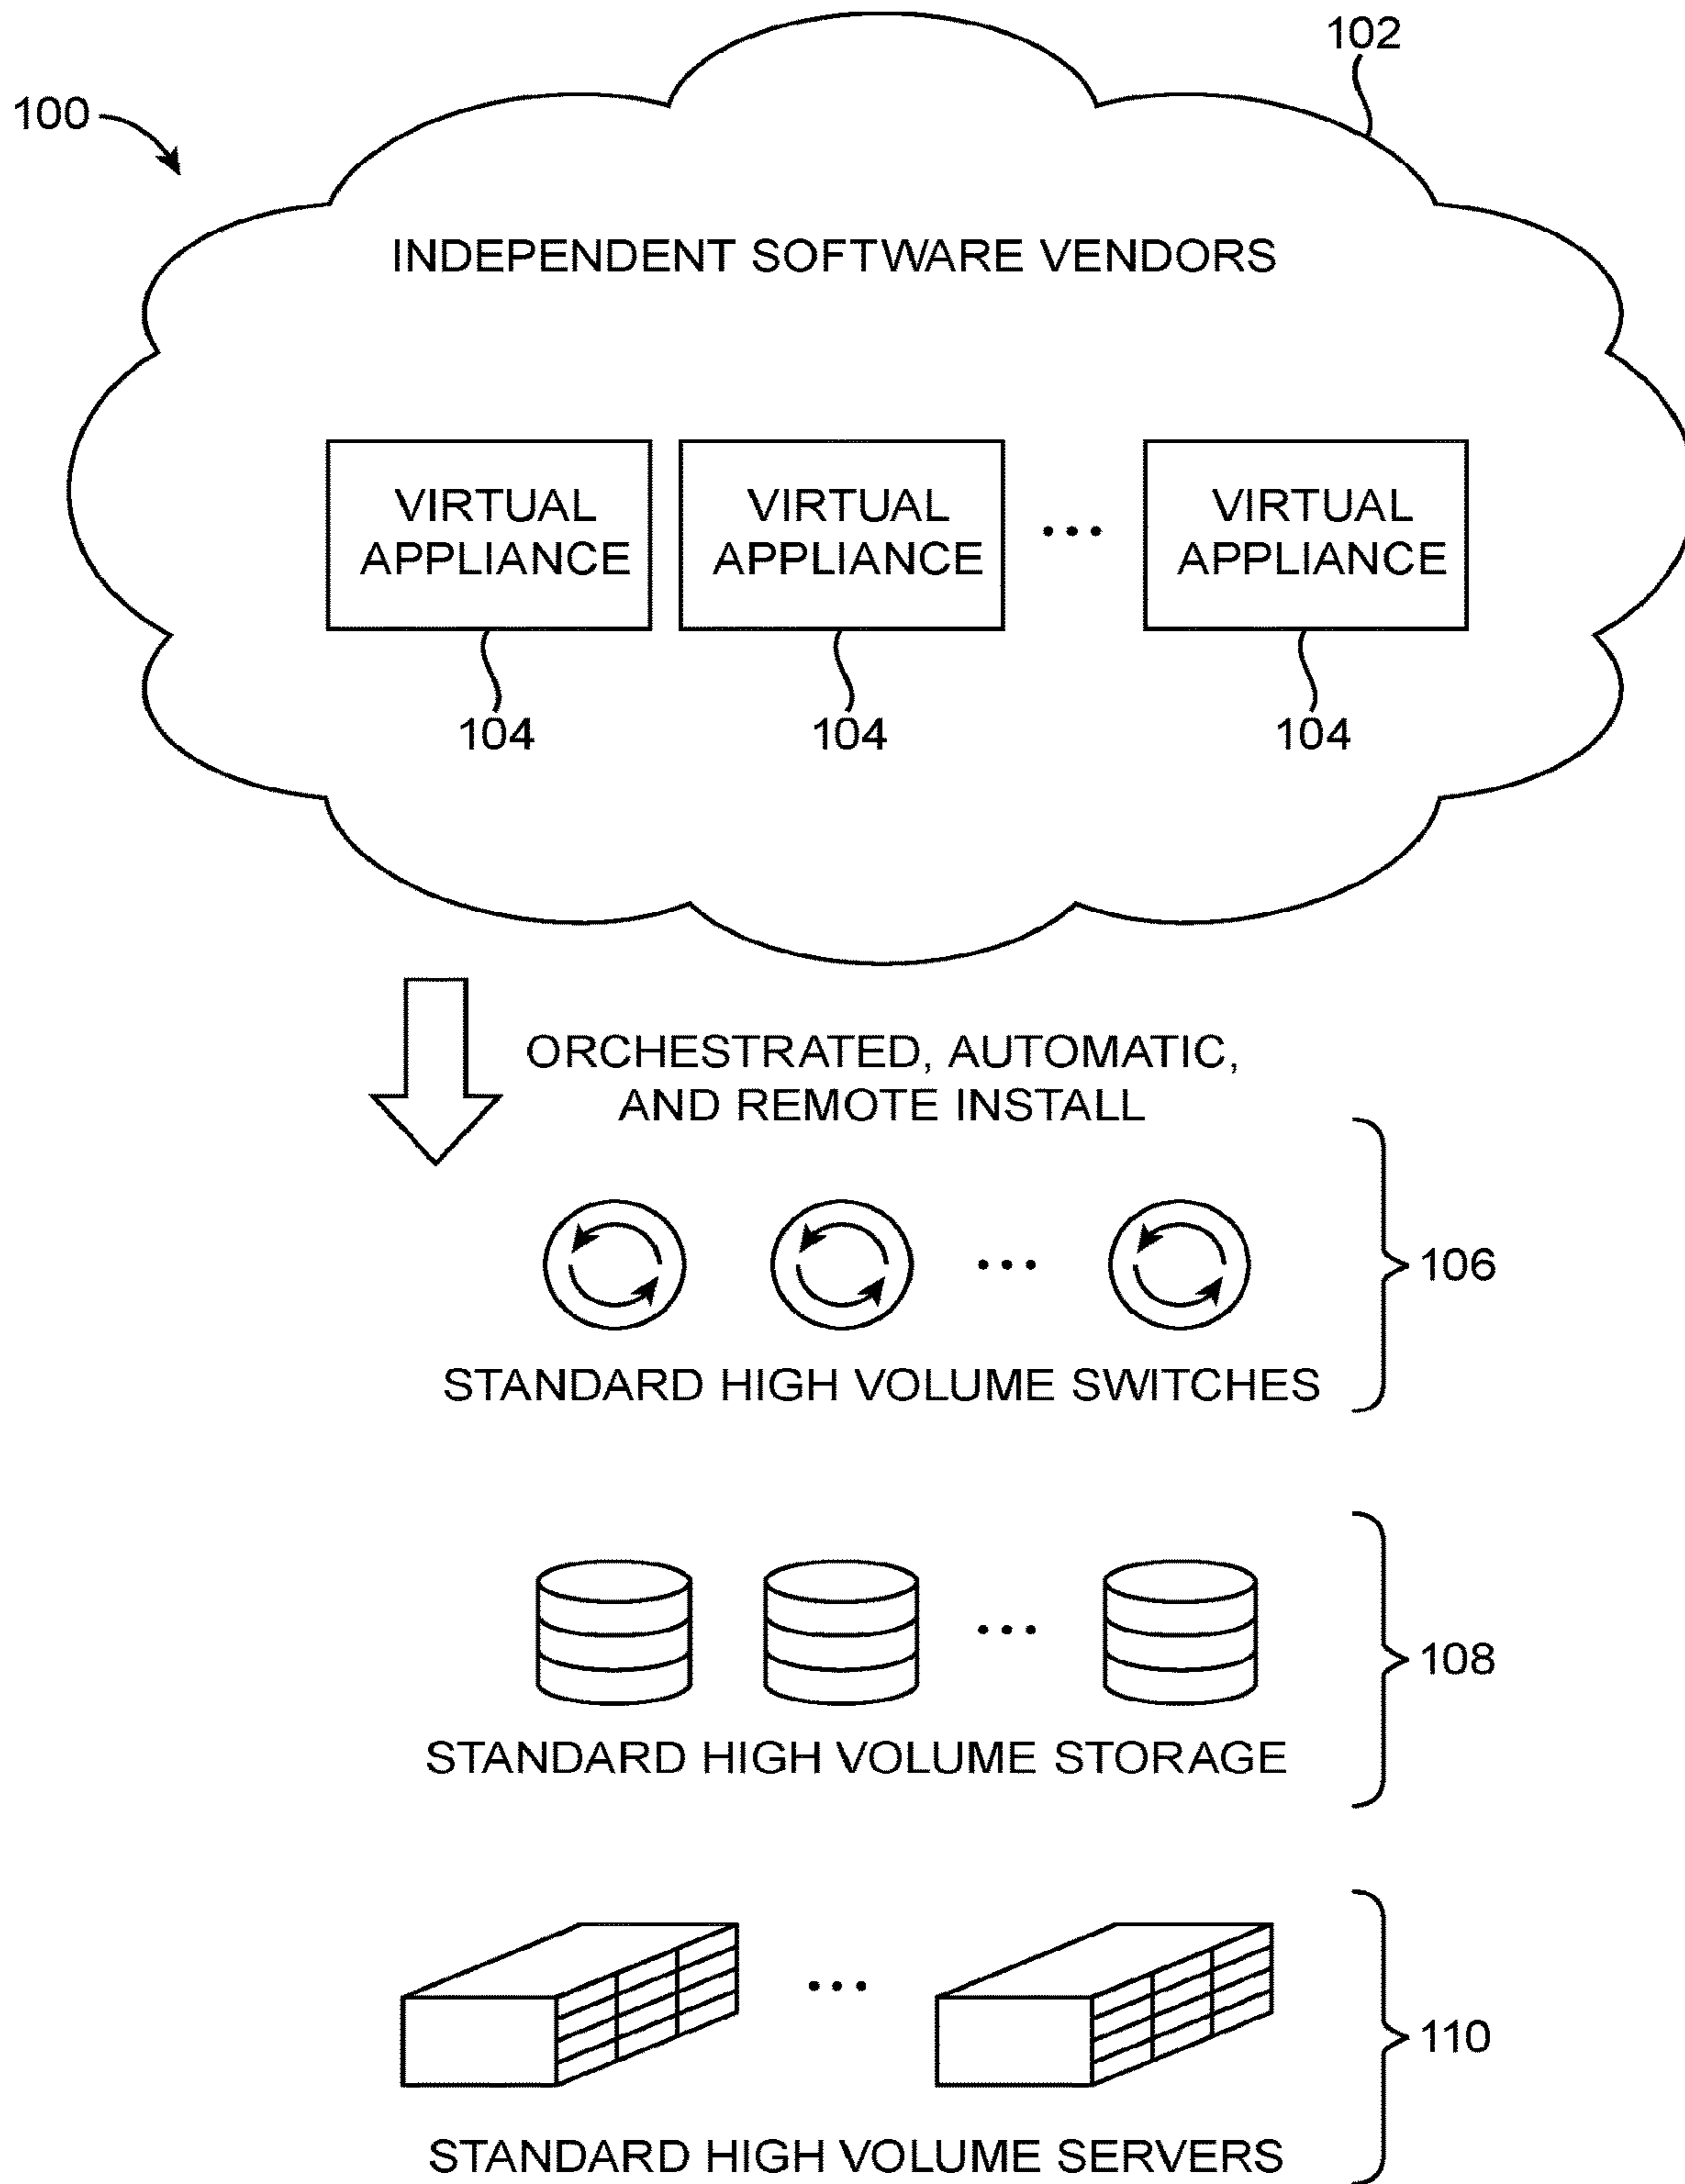 102
100
INDEPENDENT SOFTWARE VENDORS
VIRTUAL APPLIANCE
VIRTUAL APPLIANCE
...
VIRTUAL APPLIANCE
104
104
104
ORCHESTRATED, AUTOMATIC,
AND REMOTE INSTALL
...
106
STANDARD HIGH VOLUME SWITCHES
...
108
STANDARD HIGH VOLUME STORAGE
...
110
STANDARD HIGH VOLUME SERVERS